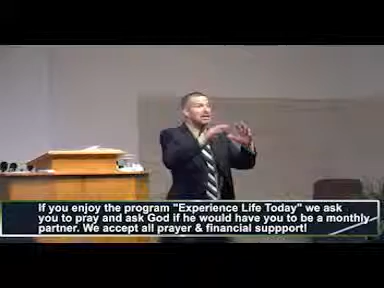 If you enjoy the program "Experience Life Today" we ask
you to pray and ask God if he would have you to be a monthly
partner. We accept all prayer & financial suppport!